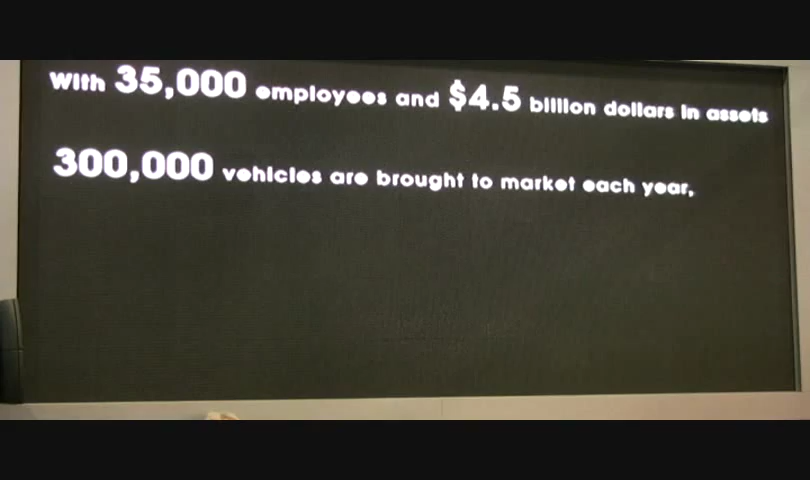 With 35,000 employees and $4.5 billion dollars in assets
300,000 vehicles are brought to market each year,